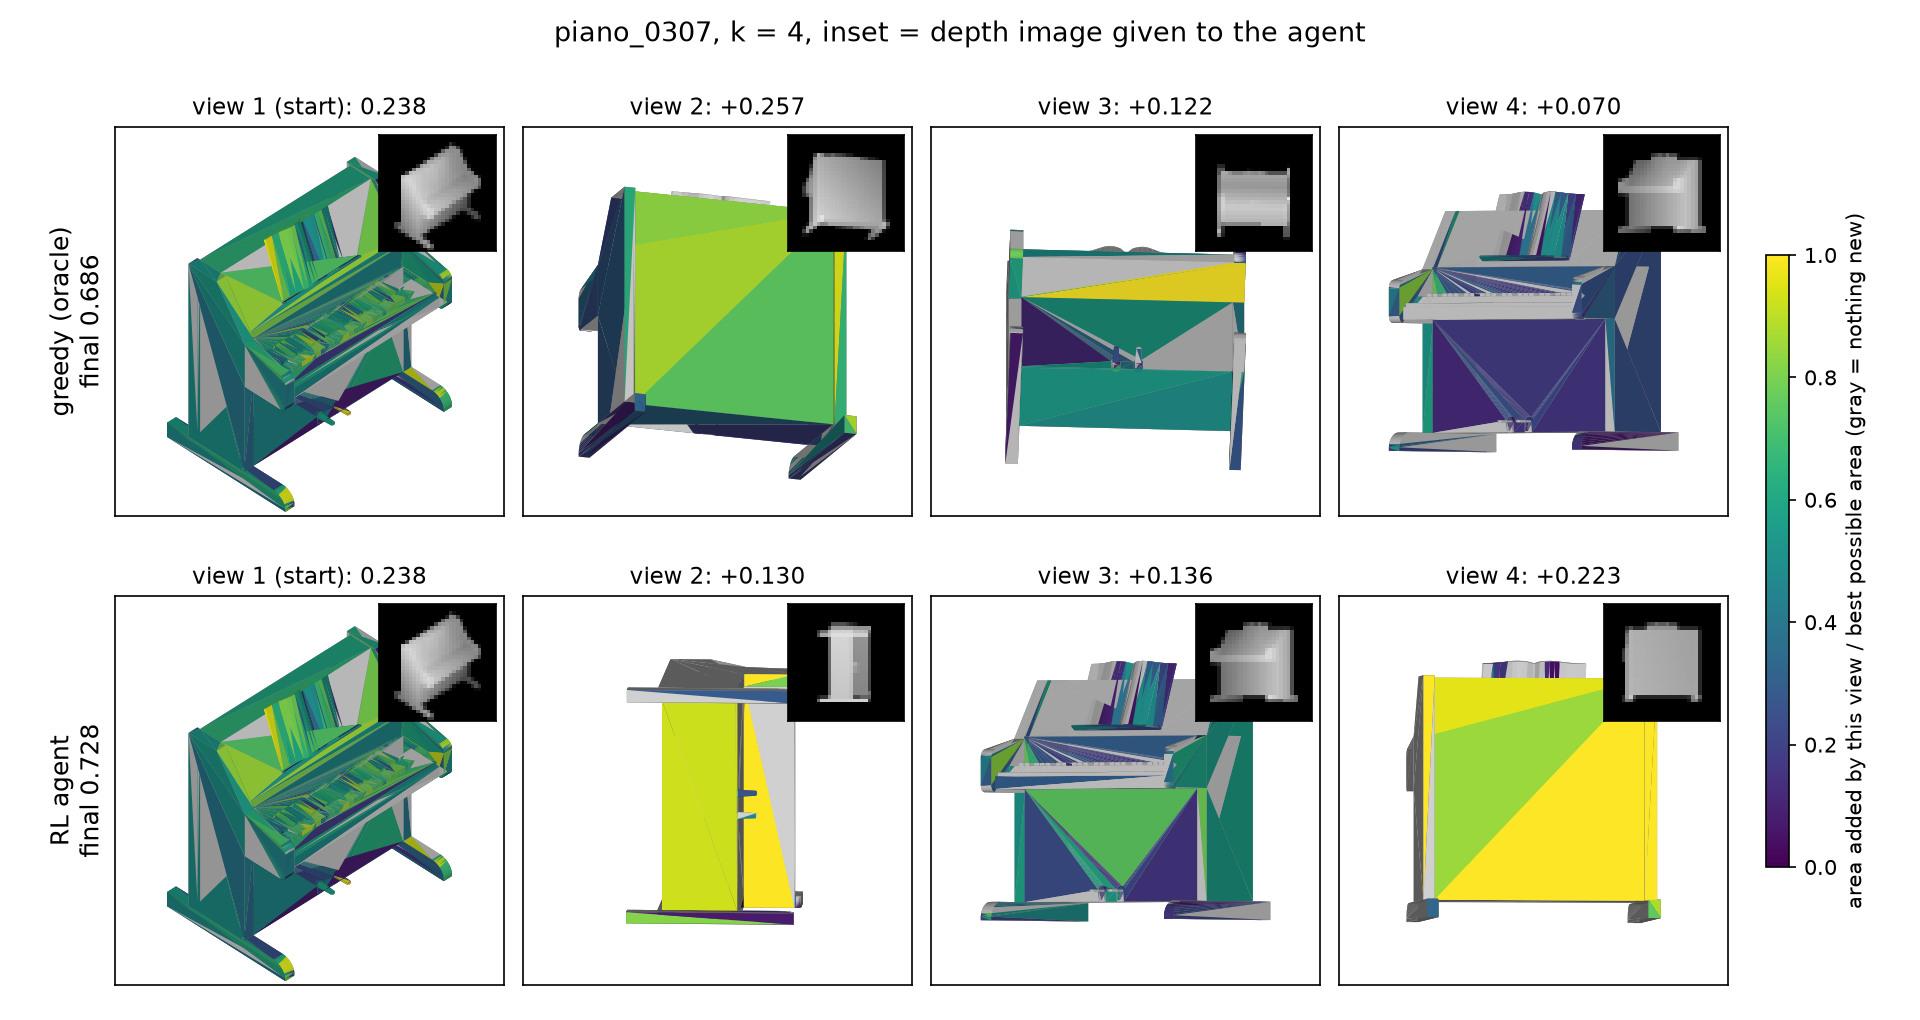 piano_0307, k = 4, inset = depth image given to the agent
greedy (oracle)
final 0.686
view 1 (start): 0.238
view 2: +0.257
view 3: +0.122
view 4: +0.070
RL agent
final 0.728
view 1 (start): 0.238
view 2: +0.130
view 3: +0.136
view 4: +0.223
1.0
0.8
0.6
0.4
0.2
0.0
area added by this view / best possible area (gray = nothing new)